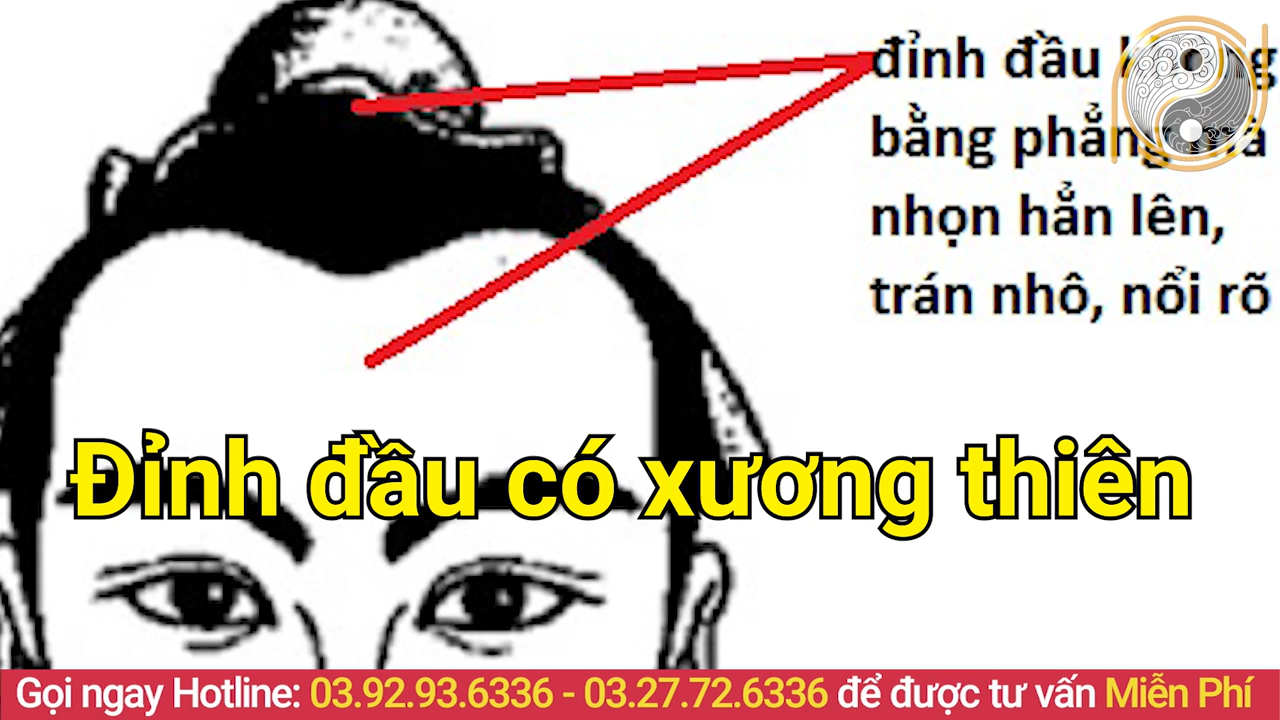 đỉnh đầu
bằng phẳng
nhọn hẳn lên,
trán nhô, nổi rõ
Đỉnh đầu có xương thiên
Gọi ngay Hotline: 03.92.93.6336 - 03.27.72.6336 để được tư vấn Miễn Phí